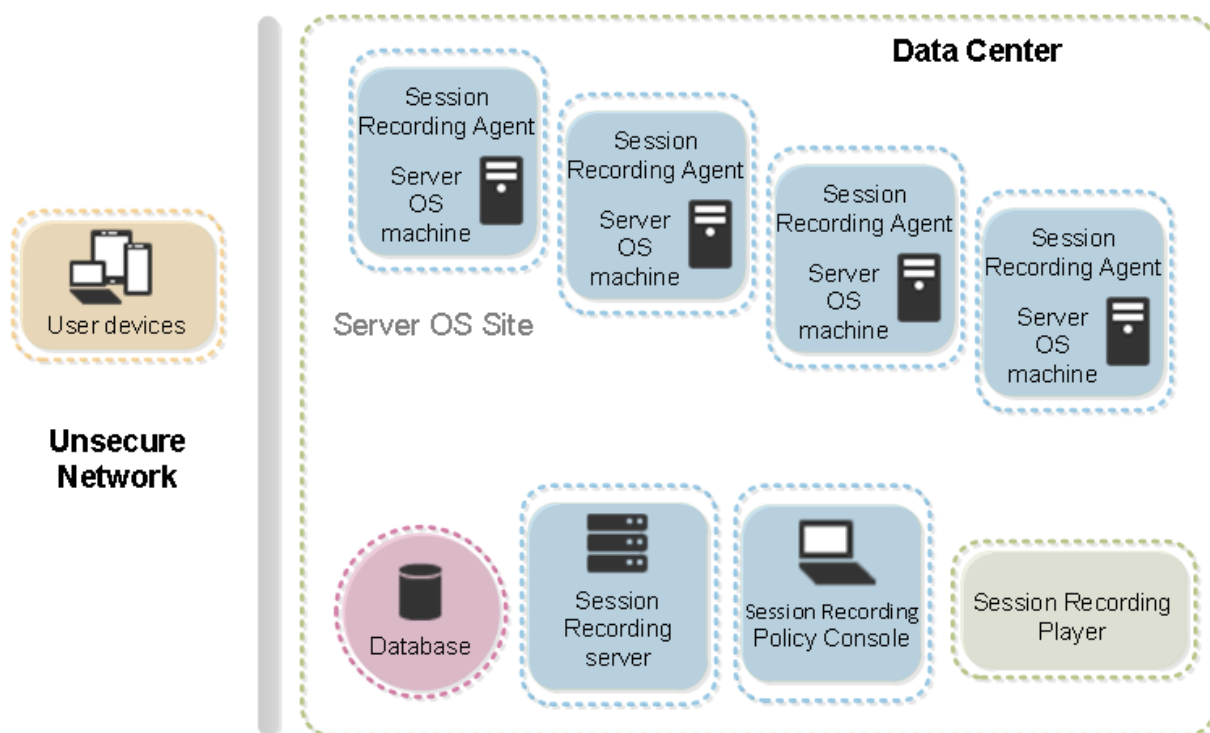 Data Center
Session
Recording Agent
Server
OS
machine
Session
Recording Agent
Server
OS
machine
Session
Recording Agent
Server
OS
machine
Session
Recording Agent
Server
OS
machine
User devices
Server OS Site
Unsecure
Network
Database
Session
Recording
server
Session Recording
Policy Console
Session Recording
Player